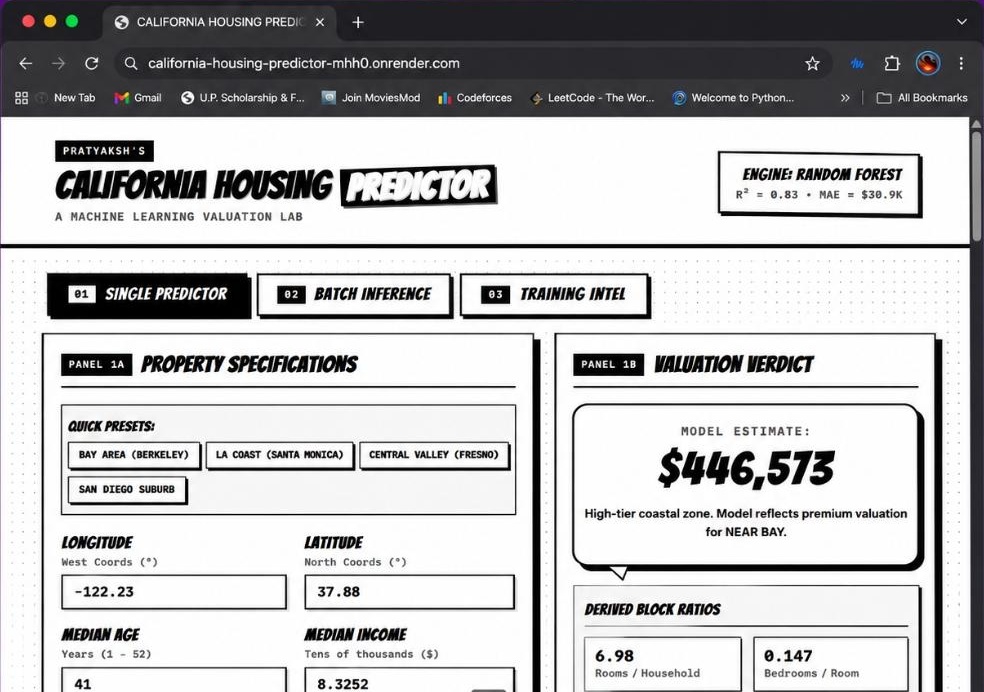 CALIFORNIA HOUSING PREDIC
california-housing-predictor-mhh0.onrender.com
New Tab Gmail U.P. Scholarship & F... Join MoviesMod Codeforces LeetCode - The Wor... Welcome to Python... » All Bookmarks
PRATYAKSH'S
CALIFORNIA HOUSING PREDICTOR
A MACHINE LEARNING VALUATION LAB
ENGINE: RANDOM FOREST
R² = 0.83 • MAE = $30.9K
01 SINGLE PREDICTOR
02 BATCH INFERENCE
03 TRAINING INTEL
PANEL 1A PROPERTY SPECIFICATIONS
QUICK PRESETS:
BAY AREA (BERKELEY) LA COAST (SANTA MONICA) CENTRAL VALLEY (FRESNO)
SAN DIEGO SUBURB
LONGITUDE
West Coords (°)
-122.23
LATITUDE
North Coords (°)
37.88
MEDIAN AGE
Years (1 - 52)
41
MEDIAN INCOME
Tens of thousands ($)
8.3252
PANEL 1B VALUATION VERDICT
MODEL ESTIMATE:
$446,573
High-tier coastal zone. Model reflects premium valuation
for NEAR BAY.
DERIVED BLOCK RATIOS
6.98
Rooms / Household
0.147
Bedrooms / Room